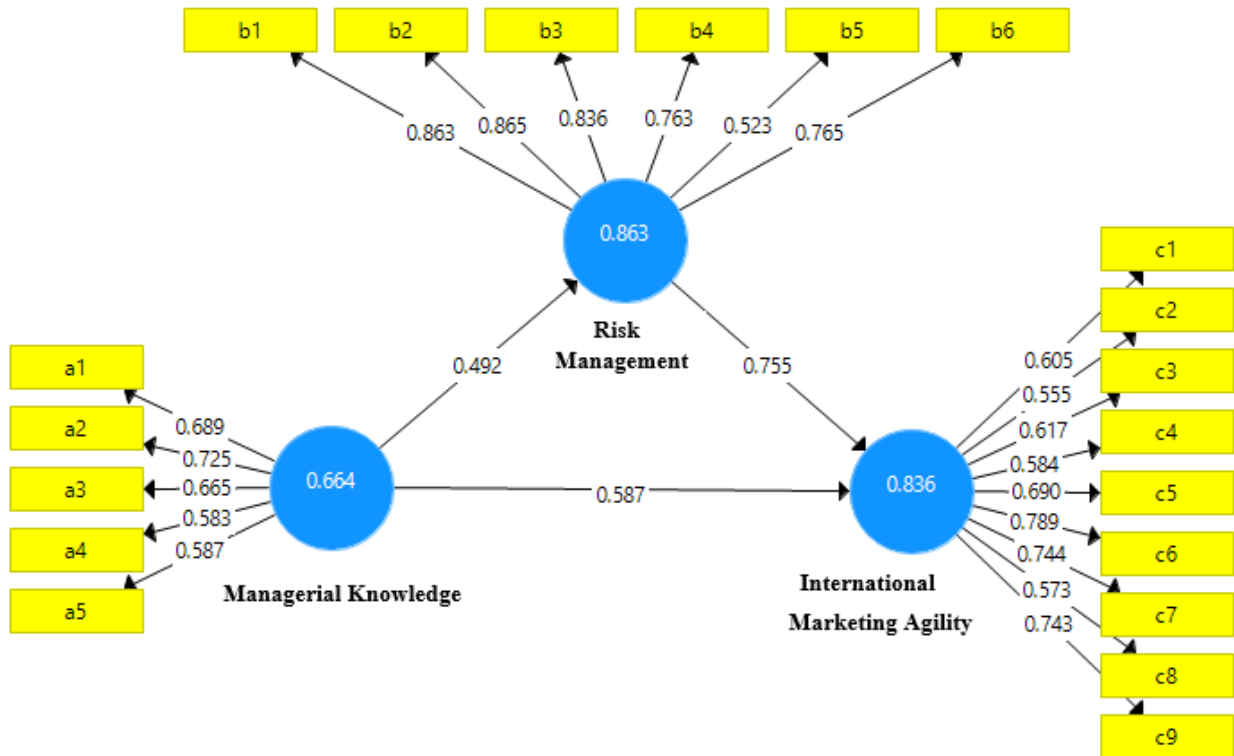 b1 b2 b3 b4 b5 b6
0.863 0.865 0.836 0.763 0.523 0.765
0.863
Risk
Management
0.492
0.755
a1
a2
a3
a4
a5
0.689
0.725
0.665
0.583
0.587
0.664
Managerial Knowledge
0.587
0.836
International
Marketing Agility
0.605
0.555
0.617
0.584
0.690
0.789
0.744
0.573
0.743
c1
c2
c3
c4
c5
c6
c7
c8
c9